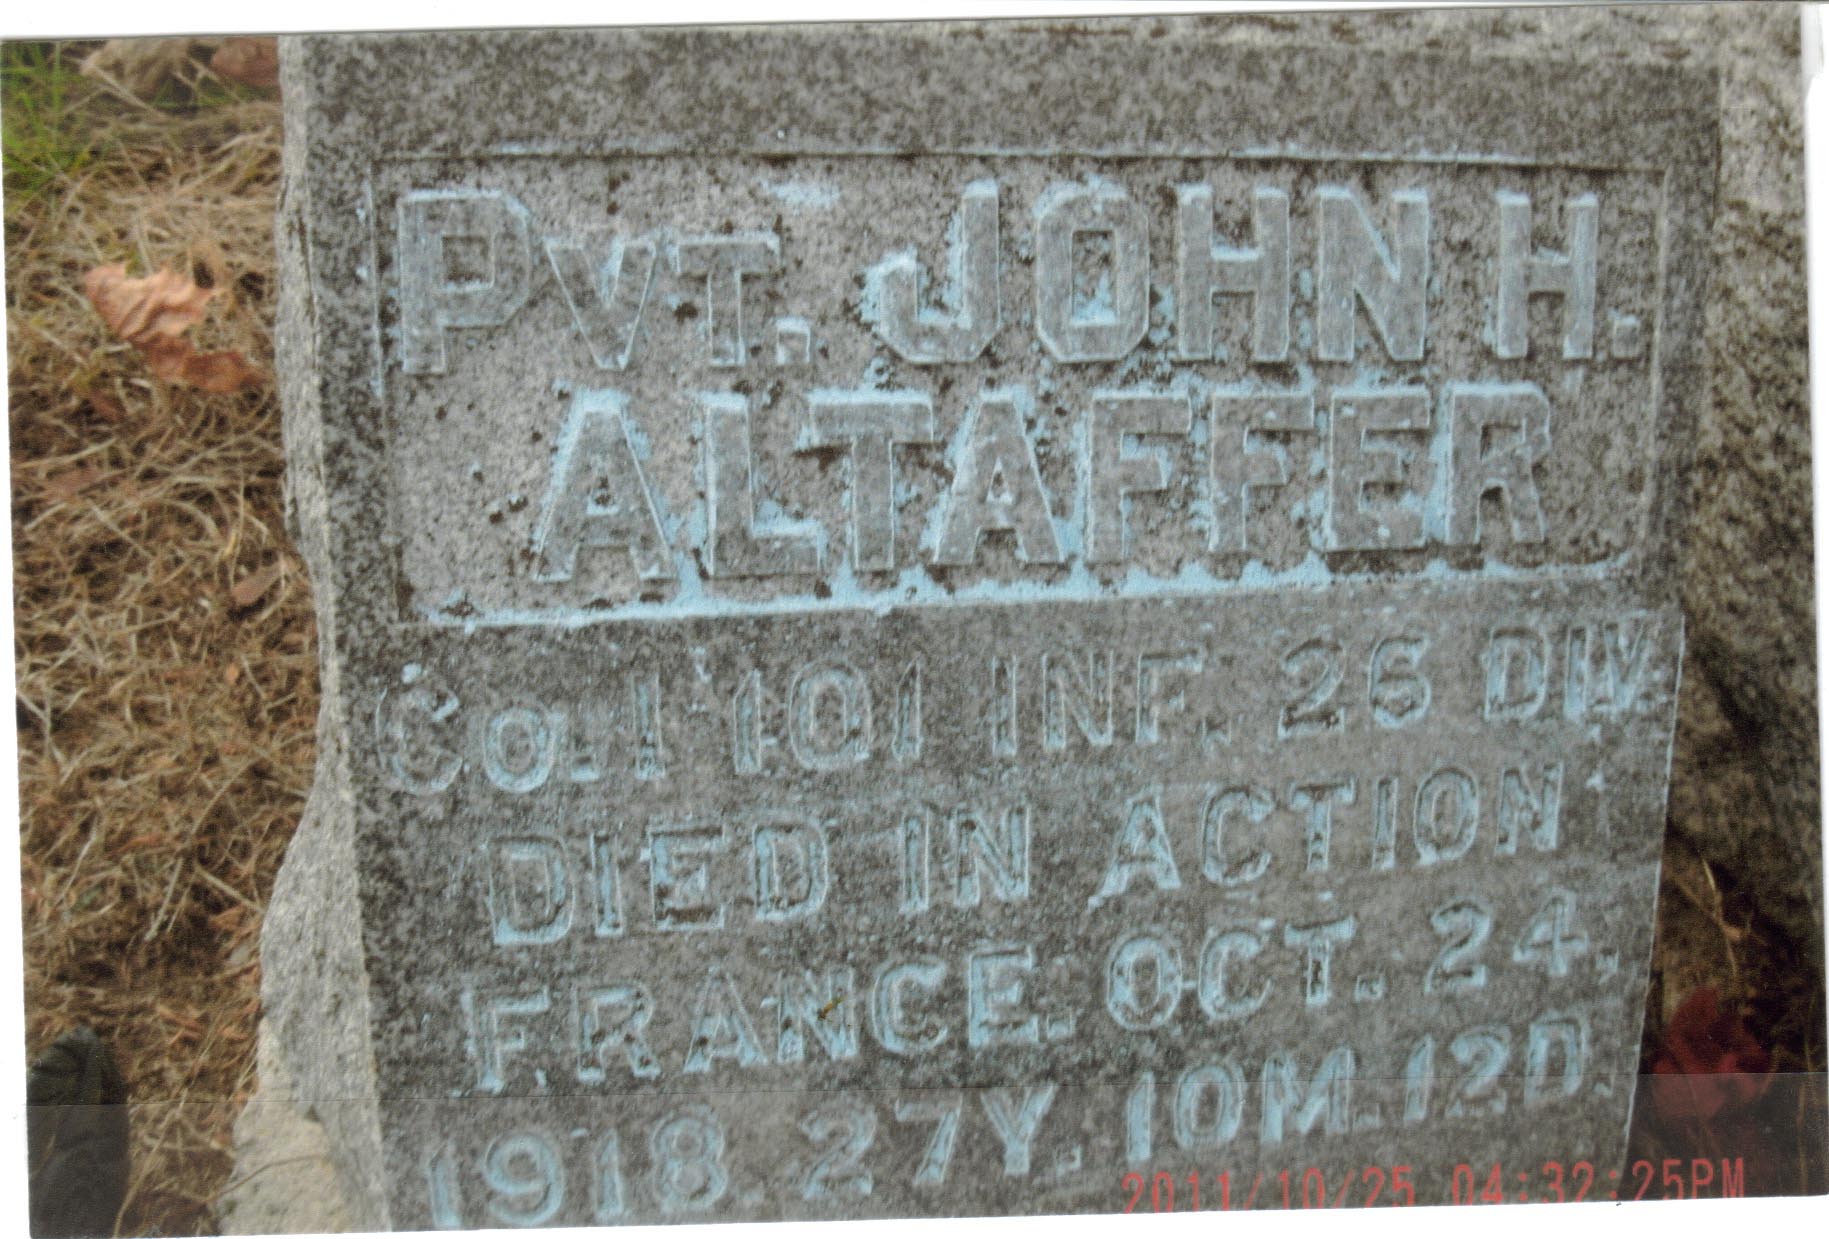 PVT. JOHN H.
ALTAFFER
Co. I 101 INF. 26 DIV.
DIED IN ACTION
FRANCE. OCT. 24,
1918. 27Y. 10M. 12D.
2011/10/25 04:32:25PM